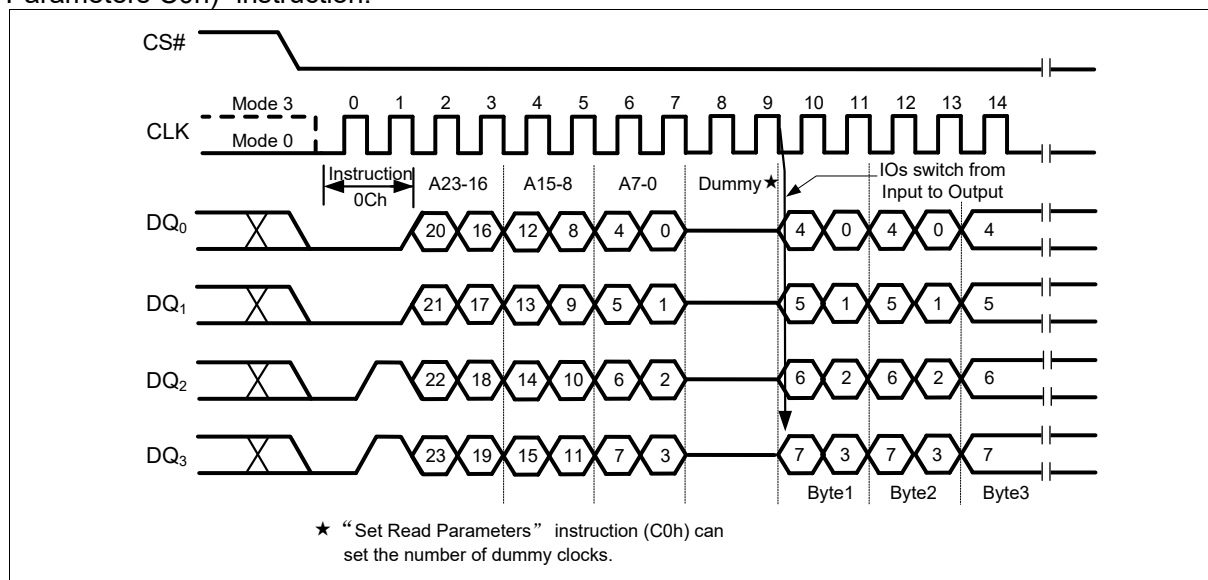 Parameters C0h)" instruction.
CS#
Mode 3
CLK
Mode 0
0 1 2 3 4 5 6 7 8 9 10 11 12 13 14
Instruction
0Ch
A23-16 A15-8 A7-0 Dummy★
IOs switch from
Input to Output
DQ0 20 16 12 8 4 0 4 0 4 0 4
DQ1 21 17 13 9 5 1 5 1 5 1 5
DQ2 22 18 14 10 6 2 6 2 6 2 6
DQ3 23 19 15 11 7 3 7 3 7 3 7
Byte1 Byte2 Byte3
★ “Set Read Parameters” instruction (C0h) can
set the number of dummy clocks.